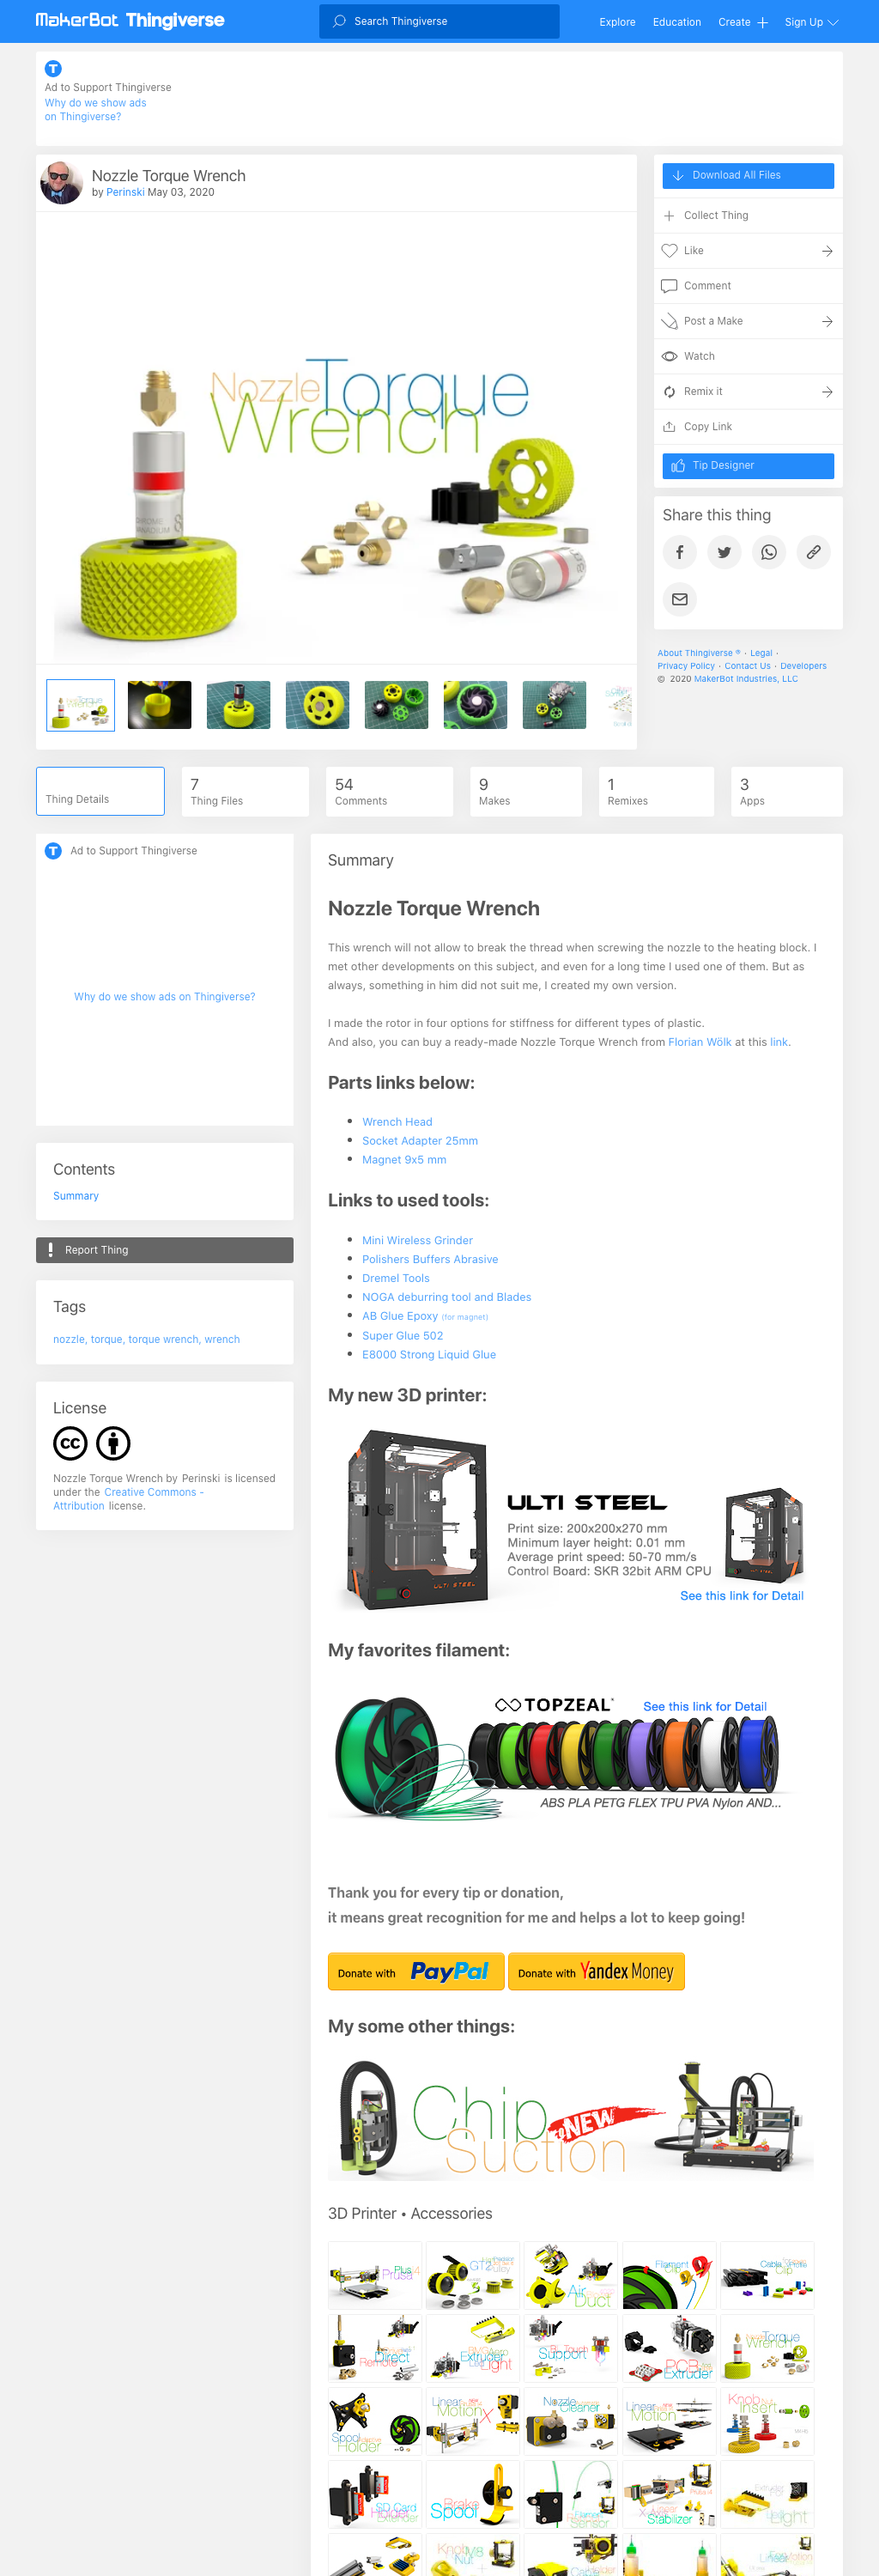 MakerBot Thingiverse
Search Thingiverse
Explore
Education
Create
Sign Up
Ad to Support Thingiverse
Why do we show ads
on Thingiverse?
Nozzle Torque Wrench
by Perinski May 03, 2020
Nozzle Torque
Wrench
Download All Files
Collect Thing
Like
Comment
Post a Make
Watch
Remix it
Copy Link
Tip Designer
Share this thing
About Thingiverse ® · Legal ·
Privacy Policy · Contact Us · Developers
© 2020 MakerBot Industries, LLC
Thing Details
7
Thing Files
54
Comments
9
Makes
1
Remixes
3
Apps
Ad to Support Thingiverse
Why do we show ads on Thingiverse?
Contents
Summary
Report Thing
Tags
nozzle, torque, torque wrench, wrench
License
Nozzle Torque Wrench by Perinski is licensed
under the Creative Commons -
Attribution license.
Summary
Nozzle Torque Wrench
This wrench will not allow to break the thread when screwing the nozzle to the heating block. I
met other developments on this subject, and even for a long time I used one of them. But as
always, something in him did not suit me, I created my own version.
I made the rotor in four options for stiffness for different types of plastic.
And also, you can buy a ready-made Nozzle Torque Wrench from Florian Wölk at this link.
Parts links below:
Wrench Head
Socket Adapter 25mm
Magnet 9x5 mm
Links to used tools:
Mini Wireless Grinder
Polishers Buffers Abrasive
Dremel Tools
NOGA deburring tool and Blades
AB Glue Epoxy (for magnet)
Super Glue 502
E8000 Strong Liquid Glue
My new 3D printer:
ULTI STEEL
Print size: 200x200x270 mm
Minimum layer height: 0.01 mm
Average print speed: 50-70 mm/s
Control Board: SKR 32bit ARM CPU
See this link for Detail
ULTI STEEL
My favorites filament:
TOPZEAL
See this link for Detail
ABS PLA PETG FLEX TPU PVA Nylon AND...
Thank you for every tip or donation,
it means great recognition for me and helps a lot to keep going!
Donate with PayPal
Donate with Yandex Money
My some other things:
Chip
NEW
Suction
3D Printer • Accessories
Plus
Prusa
GT2
Pulley
Air
Duct
Filament
Clip
Cable
Clip
Direct
Remote
Extruder
Light
Touch
Support
PCB
Extruder
Torque
Wrench
Spool
Holder
Linear
Motion X
Nozzle
Cleaner
Linear
Motion
Knob
Insert
SD Card
Holder
Extender
Brake
Spool
Filament
Sensor
Stabilizer
Light
Knob
M8
Nut
Linear